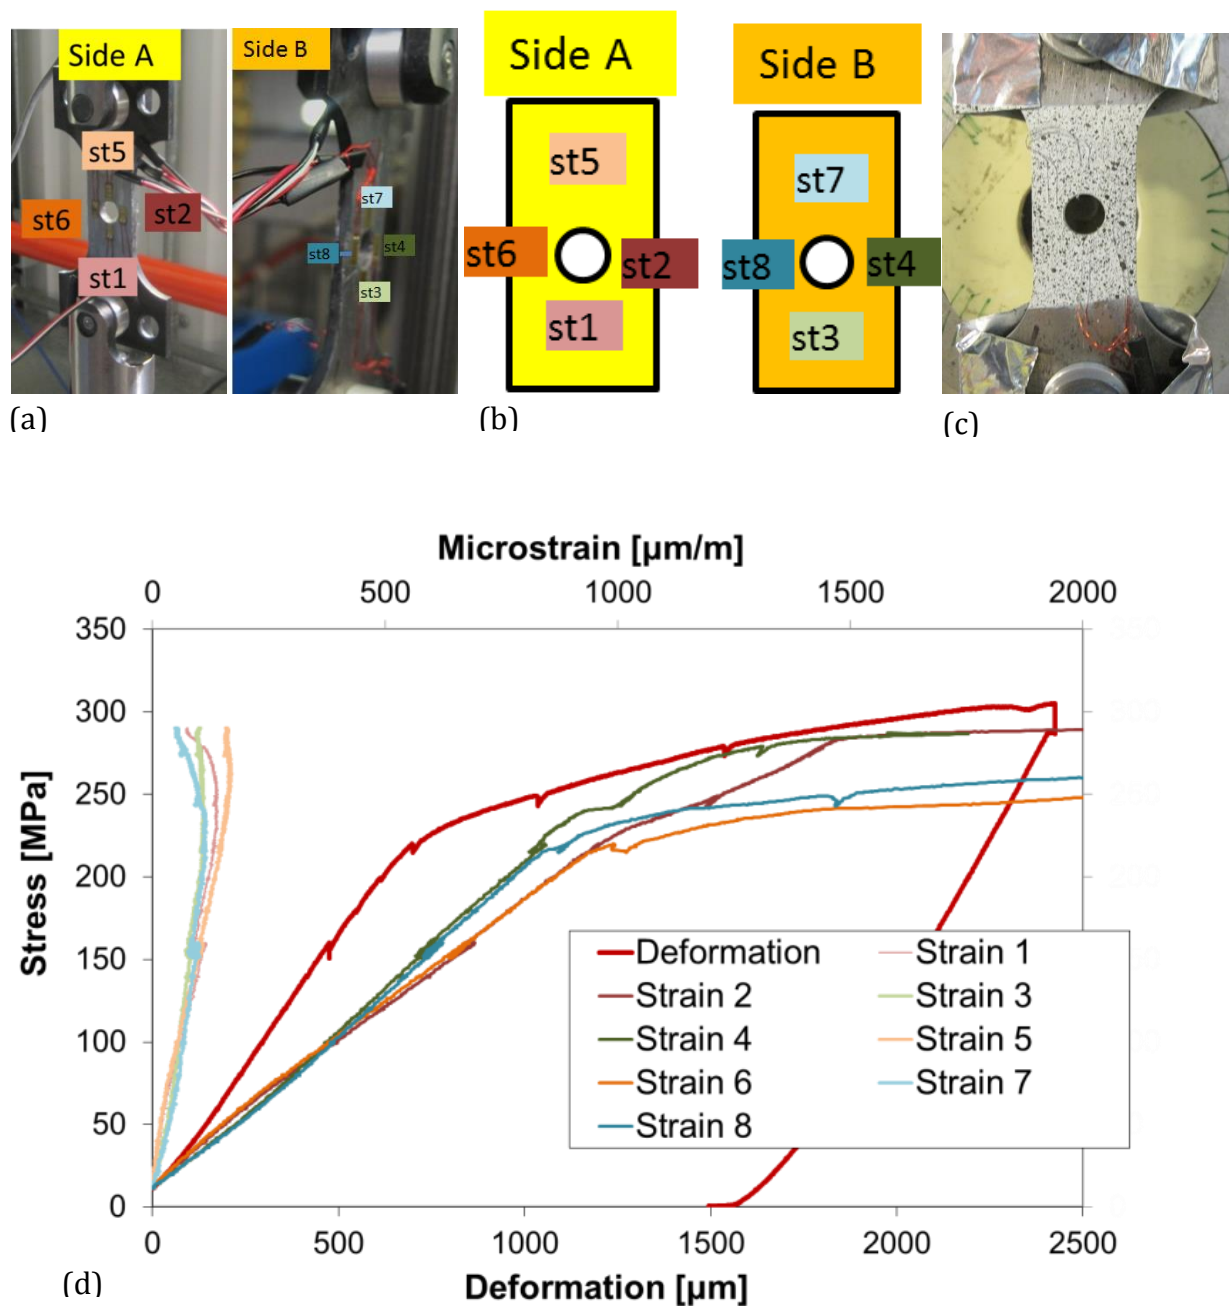 Side A
st5
st6
st2
st1
Side B
st7
st8
st4
st3
(a)
Side A
st5
st6
st2
st1
Side B
st7
st8
st4
st3
(b)
(c)
Microstrain [µm/m]
0 500 1000 1500 2000
350
300
250
200
150
100
50
0
Stress [MPa]
Deformation Strain 1
Strain 2 Strain 3
Strain 4 Strain 5
Strain 6 Strain 7
Strain 8
0 500 1000 1500 2000 2500
Deformation [µm]
(d)